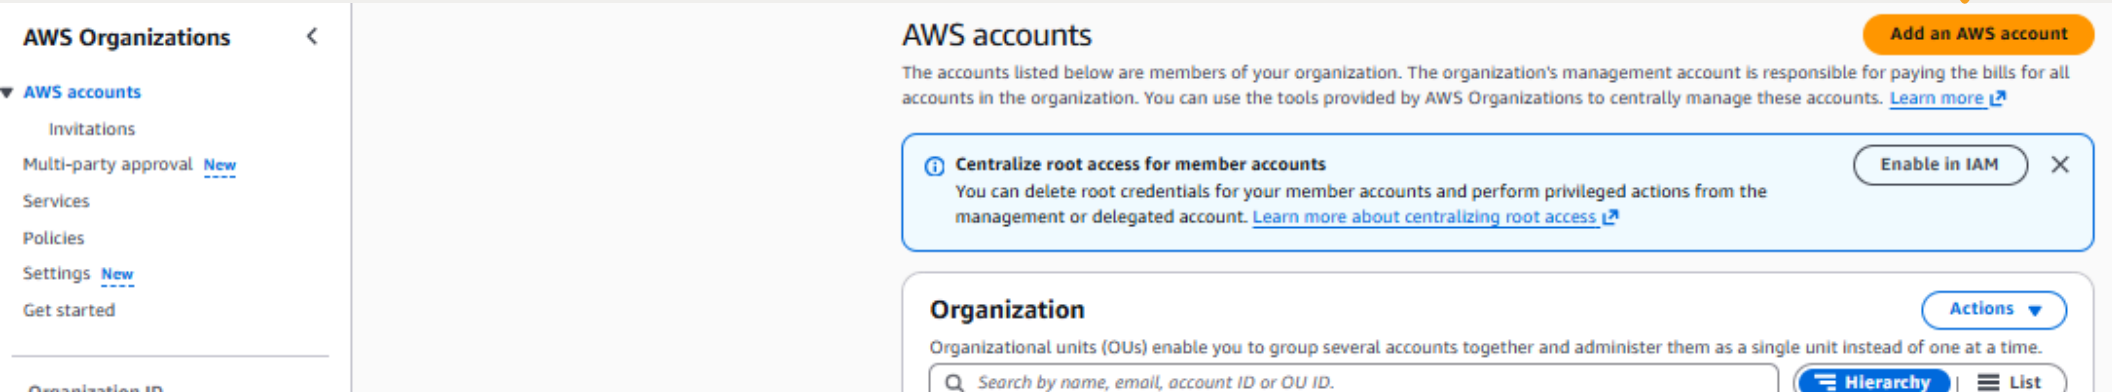 AWS Organizations
AWS accounts
Invitations
Multi-party approval New
Services
Policies
Settings New
Get started
Organization ID
AWS accounts
Add an AWS account
The accounts listed below are members of your organization. The organization's management account is responsible for paying the bills for all
accounts in the organization. You can use the tools provided by AWS Organizations to centrally manage these accounts. Learn more
Centralize root access for member accounts
Enable in IAM
You can delete root credentials for your member accounts and perform privileged actions from the
management or delegated account. Learn more about centralizing root access
Organization
Actions
Organizational units (OUs) enable you to group several accounts together and administer them as a single unit instead of one at a time.
Search by name, email, account ID or OU ID.
Hierarchy
List